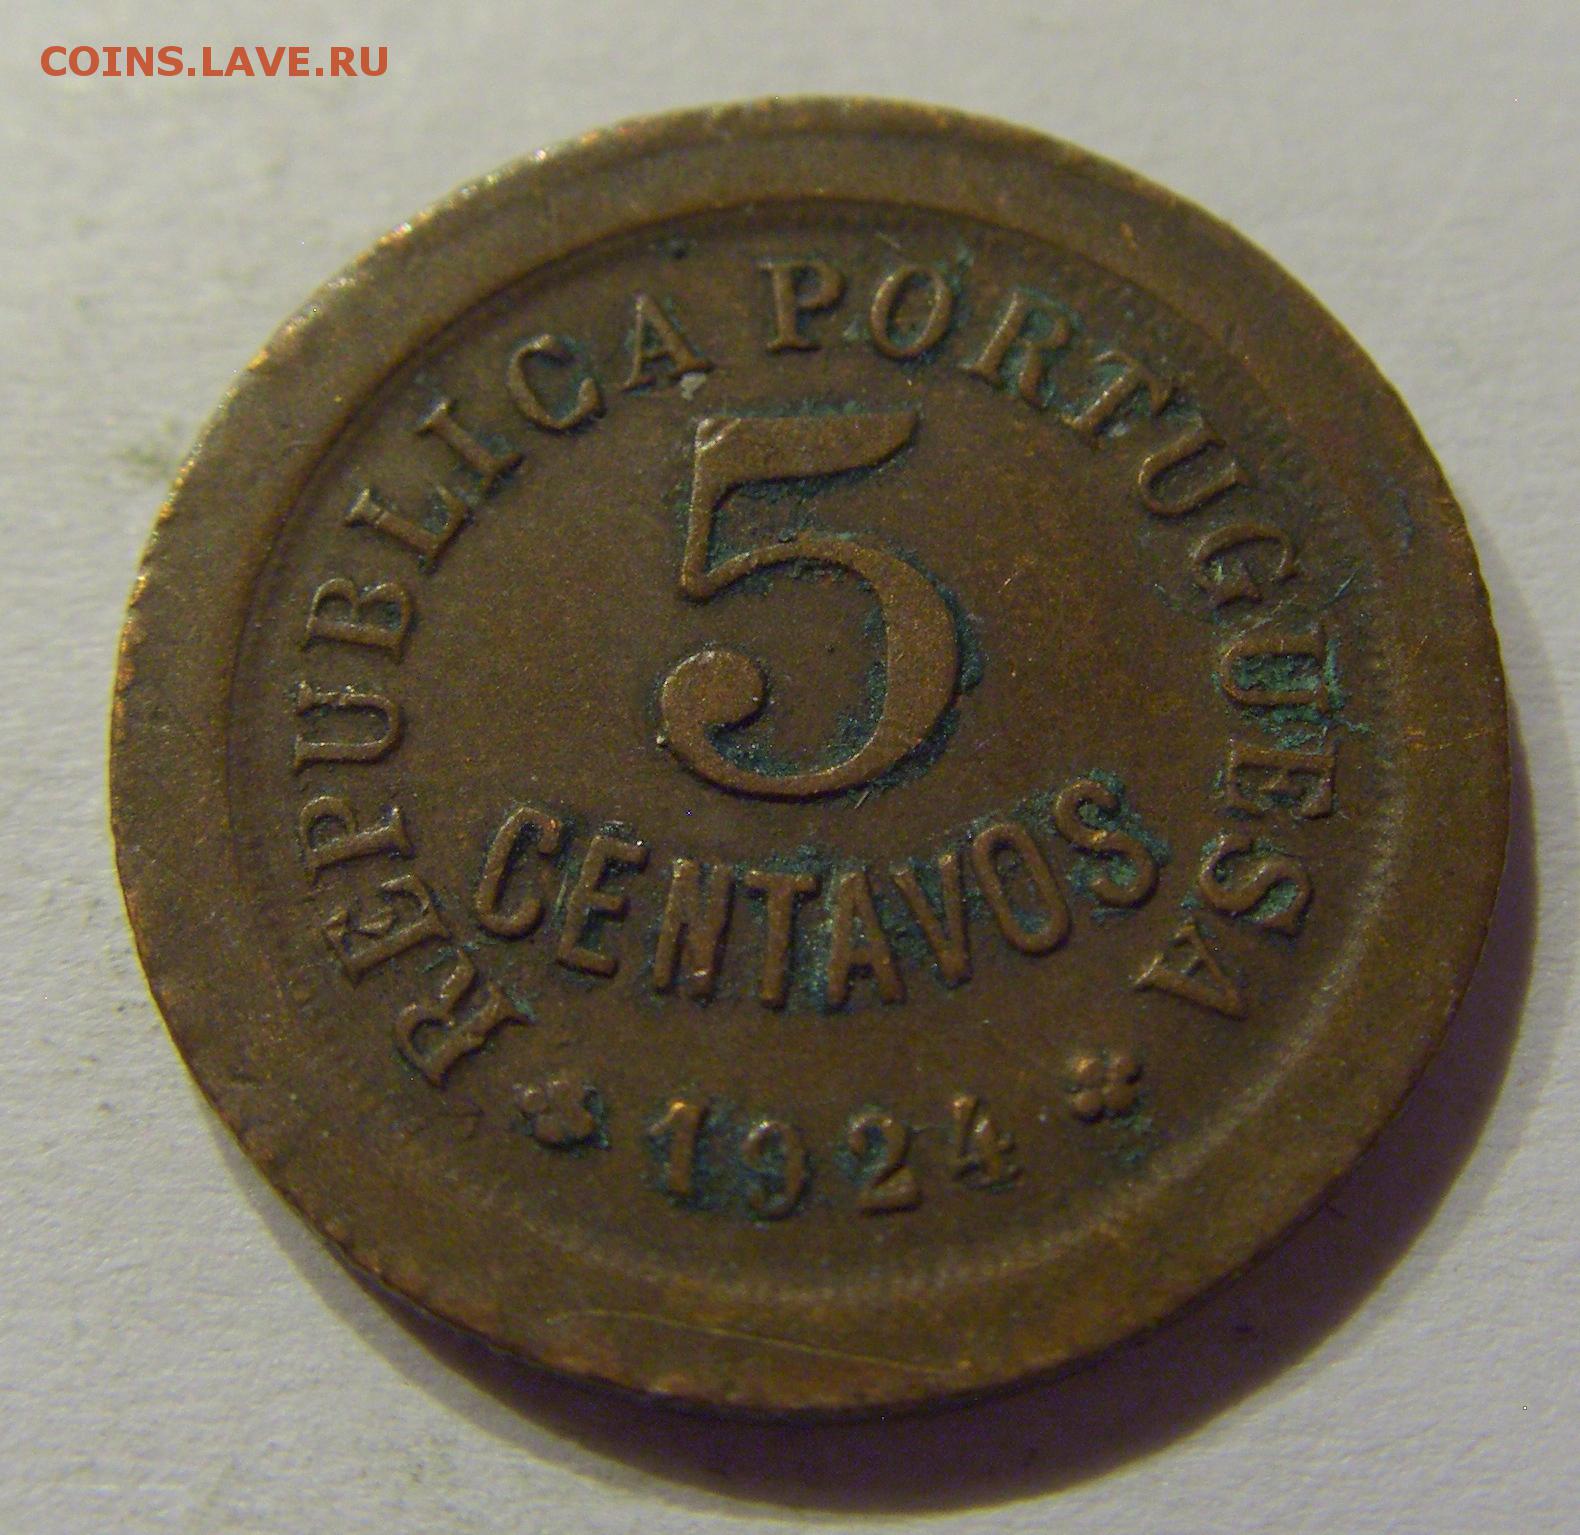 COINS.LAVE.RU
REPUBLICA PORTUGUESA
5
CENTAVOS
1924